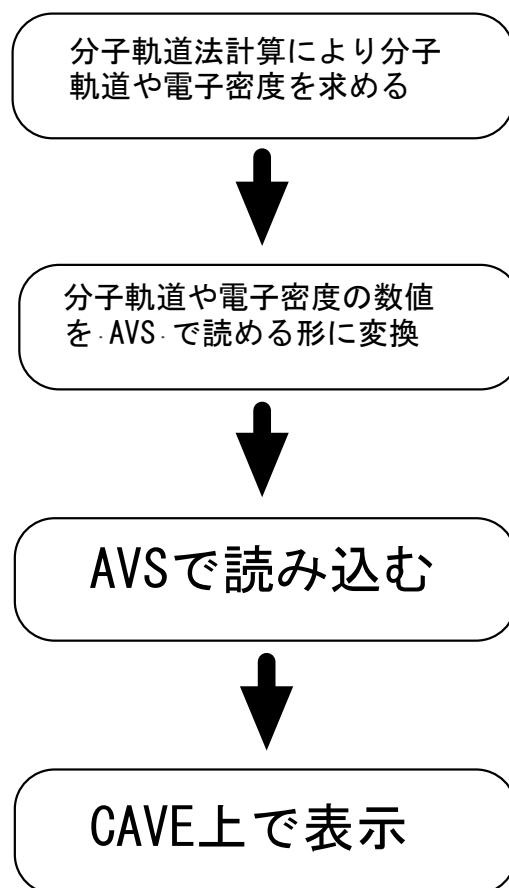 分子軌道法計算により分子
軌道や電子密度を求める
分子軌道や電子密度の数値
を AVS で読める形に変換
AVSで読み込む
CAVE上で表示